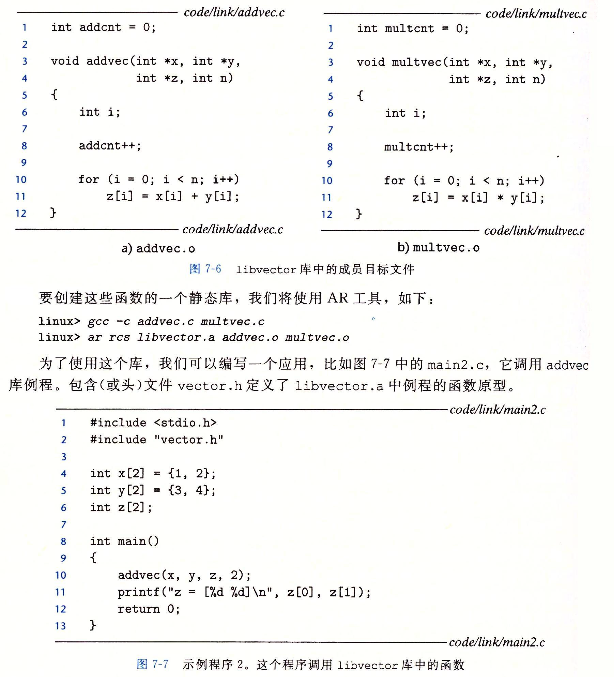 code/link/addvec.c
1 int addcnt = 0;
2
3 void addvec(int *x, int *y,
4 int *z, int n)
5 {
6 int i;
7
8 addcnt++;
9
10 for (i = 0; i < n; i++)
11 z[i] = x[i] + y[i];
12 }
code/link/addvec.c
a) addvec.o
code/link/multvec.c
1 int multcnt = 0;
2
3 void multvec(int *x, int *y,
4 int *z, int n)
5 {
6 int i;
7
8 multcnt++;
9
10 for (i = 0; i < n; i++)
11 z[i] = x[i] * y[i];
12 }
code/link/multvec.c
b) multvec.o
图 7-6 libvector 库中的成员目标文件
要创建这些函数的一个静态库，我们将使用 AR 工具，如下：
linux> gcc -c addvec.c multvec.c
linux> ar rcs libvector.a addvec.o multvec.o
为了使用这个库，我们可以编写一个应用，比如图 7-7 中的 main2.c，它调用 addvec
库例程。包含(或头)文件 vector.h 定义了 libvector.a 中例程的函数原型。
code/link/main2.c
1 #include <stdio.h>
2 #include "vector.h"
3
4 int x[2] = {1, 2};
5 int y[2] = {3, 4};
6 int z[2];
7
8 int main()
9 {
10 addvec(x, y, z, 2);
11 printf("z = [%d %d]\n", z[0], z[1]);
12 return 0;
13 }
code/link/main2.c
图 7-7 示例程序 2。这个程序调用 libvector 库中的函数